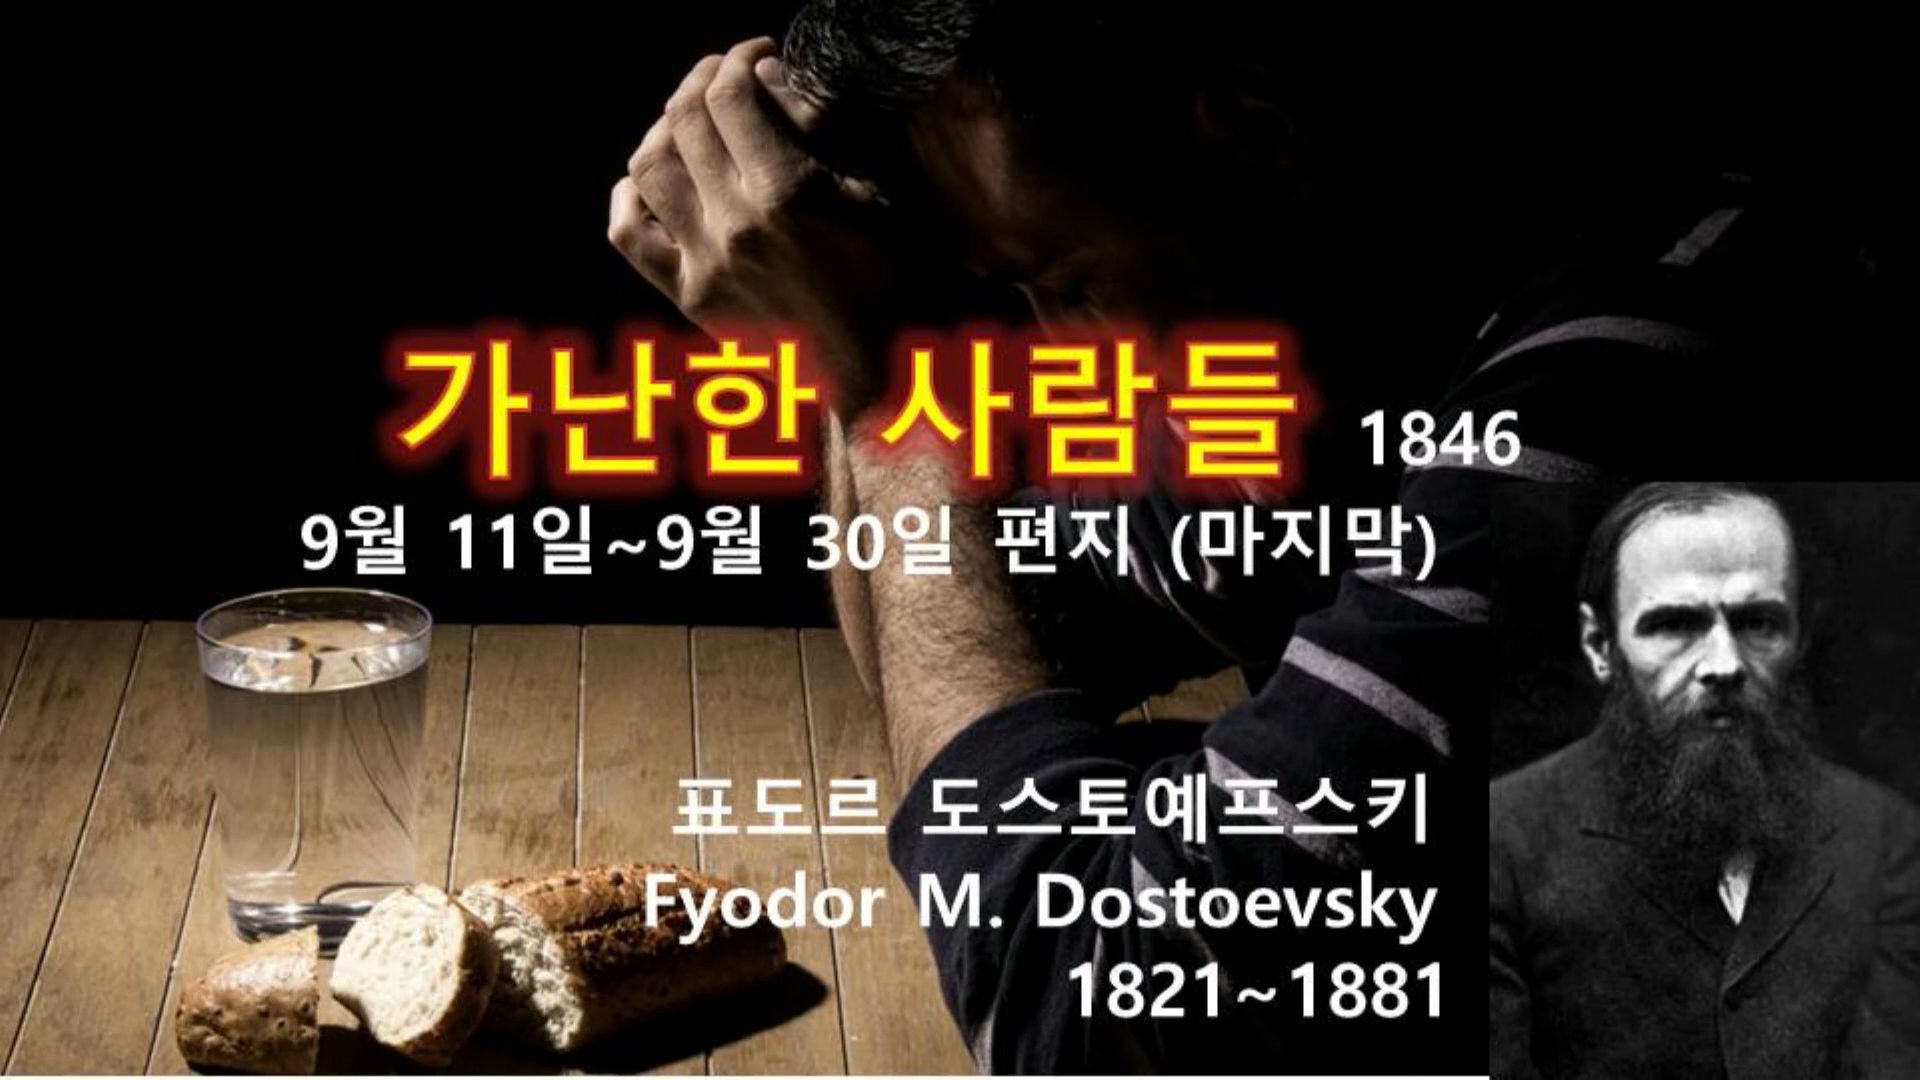 가난한 사람들 1846
9월 11일~9월 30일 편지 (마지막)
표도르 도스토예프스키
Fyodor M. Dostoevsky
1821~1881